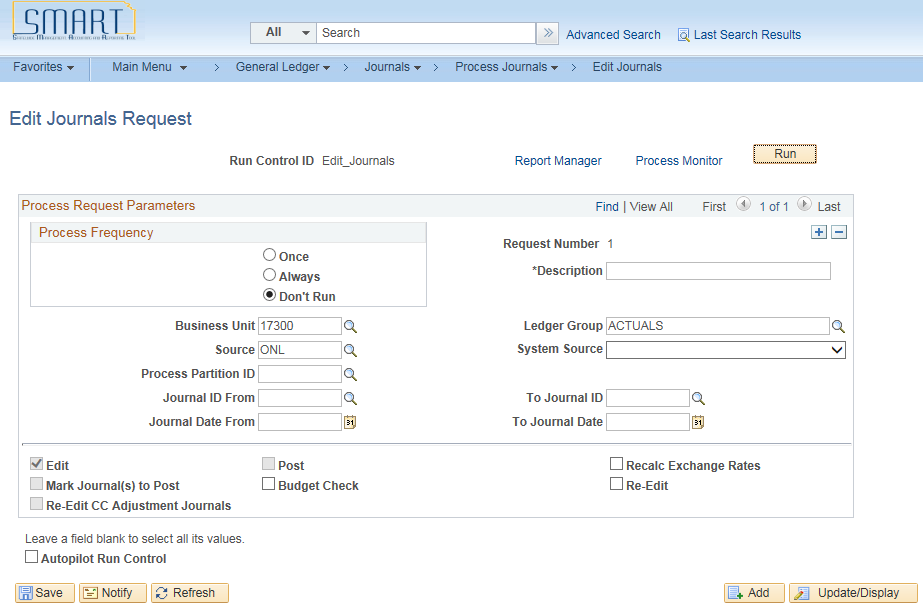 SMART
All Search Advanced Search Last Search Results
Favorites Main Menu > General Ledger > Journals > Process Journals > Edit Journals
Edit Journals Request
Run Control ID Edit_Journals Report Manager Process Monitor Run
Process Request Parameters Find | View All First 1 of 1 Last
Process Frequency
Request Number 1
Once
*Description
Always
Don't Run
Business Unit 17300 Ledger Group ACTUALS
Source ONL System Source
Process Partition ID
Journal ID From To Journal ID
Journal Date From 31 To Journal Date 31
Edit Post Recalc Exchange Rates
Mark Journal(s) to Post Budget Check Re-Edit
Re-Edit CC Adjustment Journals
Leave a field blank to select all its values.
Autopilot Run Control
Save Notify Refresh Add Update/Display